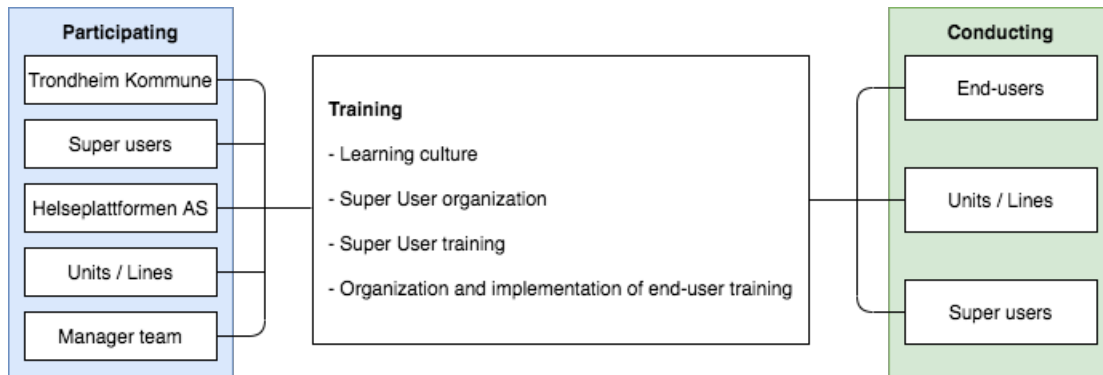 Participating
Trondheim Kommune
Super users
Helseplattformen AS
Units / Lines
Manager team
Training
- Learning culture
- Super User organization
- Super User training
- Organization and implementation of end-user training
Conducting
End-users
Units / Lines
Super users